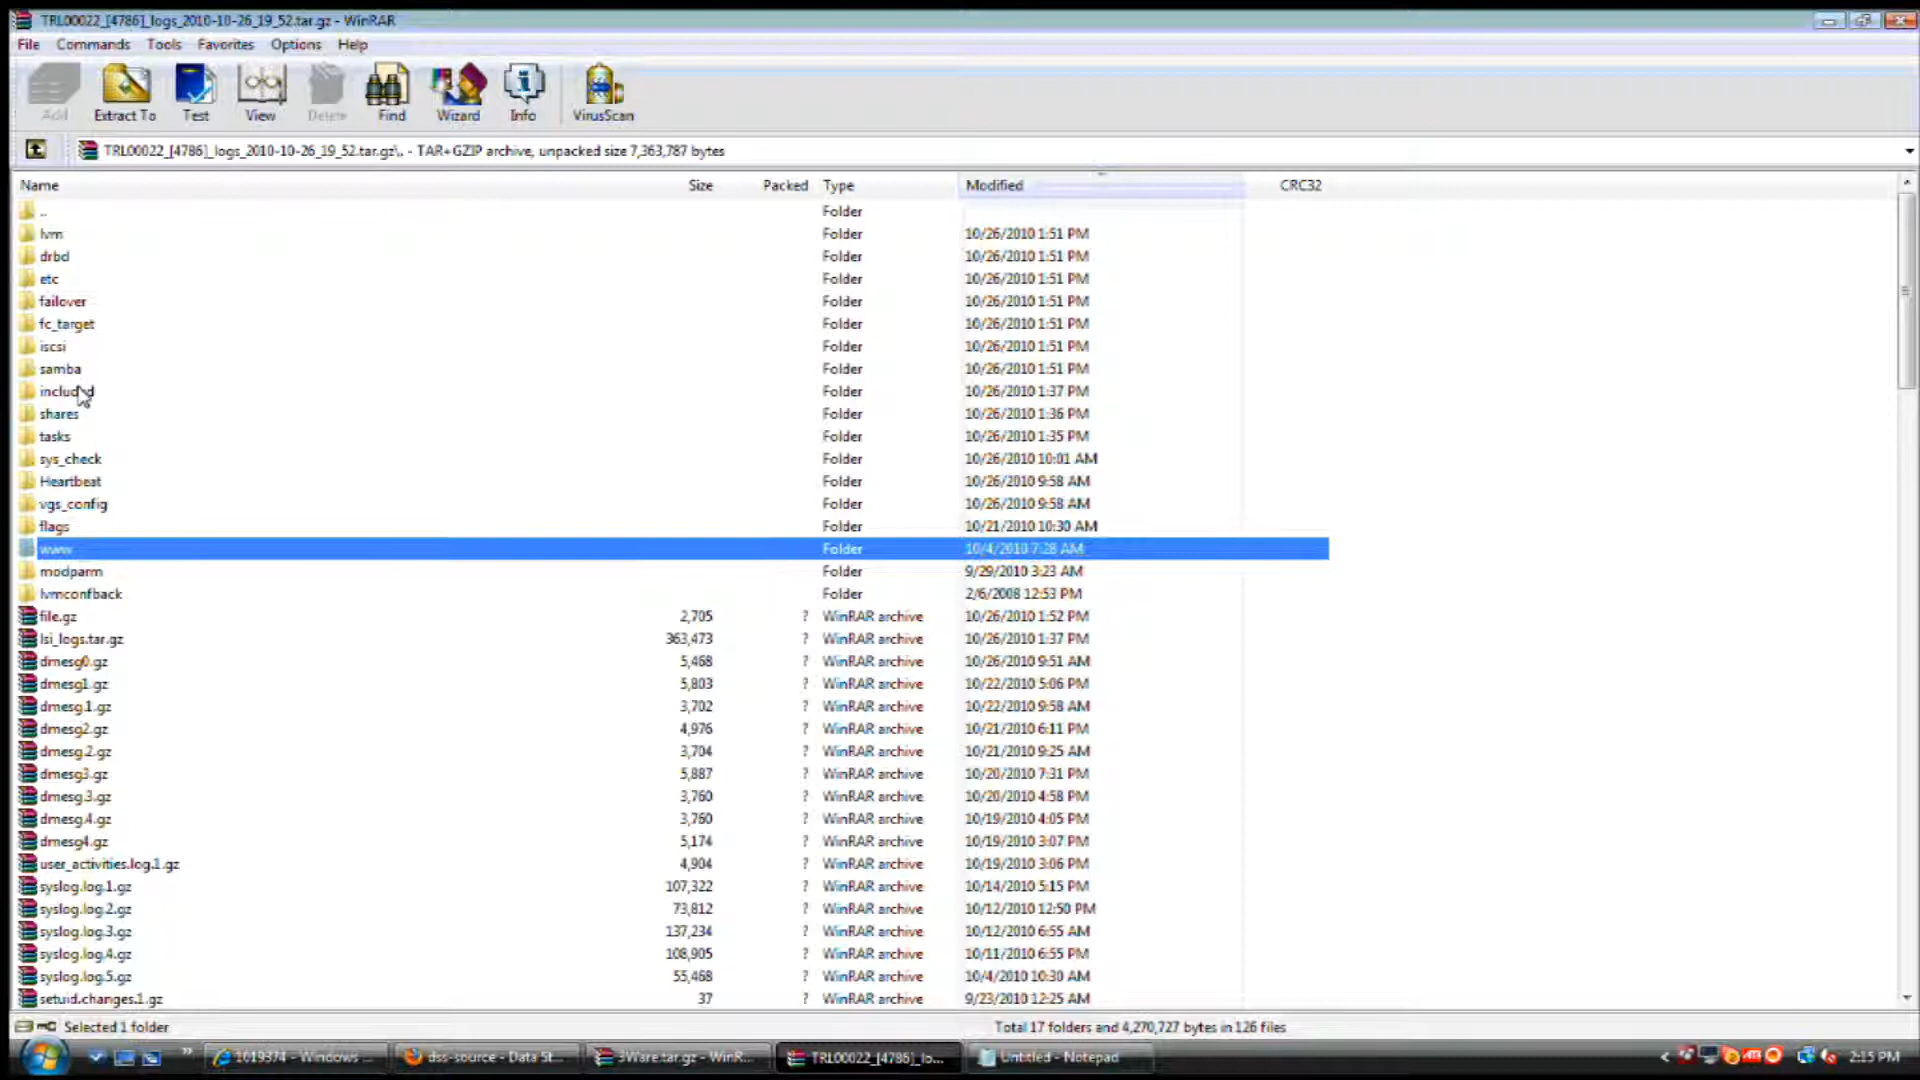 TRL00022_[4786]_logs_2010-10-26_19_52.tar.gz - WinRAR
File Commands Tools Favorites Options Help
Add Extract To Test View Delete Find Wizard Info VirusScan
TRL00022_[4786]_logs_2010-10-26_19_52.tar.gz\.. - TAR+GZIP archive, unpacked size 7,363,787 bytes
Name Size Packed Type Modified CRC32
.. Folder
lvm Folder 10/26/2010 1:51 PM
drbd Folder 10/26/2010 1:51 PM
etc Folder 10/26/2010 1:51 PM
failover Folder 10/26/2010 1:51 PM
fc_target Folder 10/26/2010 1:51 PM
iscsi Folder 10/26/2010 1:51 PM
samba Folder 10/26/2010 1:51 PM
included Folder 10/26/2010 1:37 PM
shares Folder 10/26/2010 1:36 PM
tasks Folder 10/26/2010 1:35 PM
sys_check Folder 10/26/2010 10:01 AM
Heartbeat Folder 10/26/2010 9:58 AM
vgs_config Folder 10/26/2010 9:58 AM
flags Folder 10/21/2010 10:30 AM
www Folder 10/4/2010 7:28 AM
modparm Folder 9/29/2010 3:23 AM
lvmconfback Folder 2/6/2008 12:53 PM
file.gz 2,705 ? WinRAR archive 10/26/2010 1:52 PM
lsi_logs.tar.gz 363,473 ? WinRAR archive 10/26/2010 1:37 PM
dmesg0.gz 5,468 ? WinRAR archive 10/26/2010 9:51 AM
dmesg1.gz 5,803 ? WinRAR archive 10/22/2010 5:06 PM
dmesg.1.gz 3,702 ? WinRAR archive 10/22/2010 9:58 AM
dmesg2.gz 4,976 ? WinRAR archive 10/21/2010 6:11 PM
dmesg.2.gz 3,704 ? WinRAR archive 10/21/2010 9:25 AM
dmesg3.gz 5,887 ? WinRAR archive 10/20/2010 7:31 PM
dmesg.3.gz 3,760 ? WinRAR archive 10/20/2010 4:58 PM
dmesg.4.gz 3,760 ? WinRAR archive 10/19/2010 4:05 PM
dmesg4.gz 5,174 ? WinRAR archive 10/19/2010 3:07 PM
user_activities.log.1.gz 4,904 ? WinRAR archive 10/19/2010 3:06 PM
syslog.log.1.gz 107,322 ? WinRAR archive 10/14/2010 5:15 PM
syslog.log.2.gz 73,812 ? WinRAR archive 10/12/2010 12:50 PM
syslog.log.3.gz 137,234 ? WinRAR archive 10/12/2010 6:55 AM
syslog.log.4.gz 108,905 ? WinRAR archive 10/11/2010 6:55 PM
syslog.log.5.gz 55,468 ? WinRAR archive 10/4/2010 10:30 AM
setuid.changes.1.gz 37 ? WinRAR archive 9/23/2010 12:25 AM
Selected 1 folder Total 17 folders and 4,270,727 bytes in 126 files
1019374 - Windows ... dss-source - Data St... 3Ware.tar.gz - WinR... TRL00022_[4786]_lo... Untitled - Notepad 2:15 PM